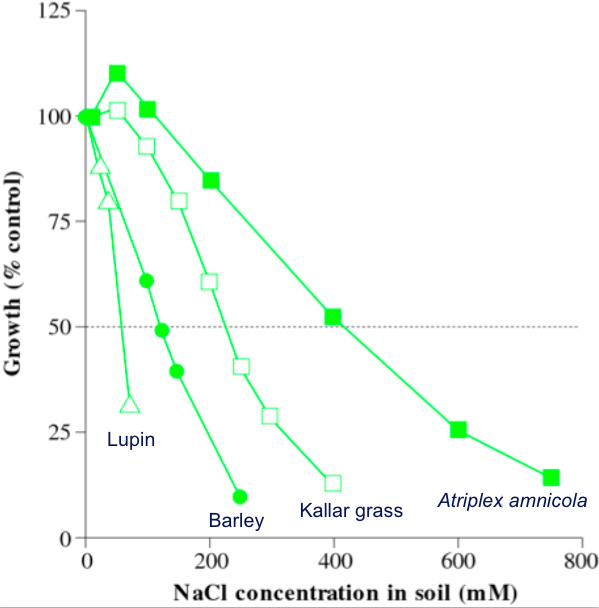 125
100
75
50
25
0
Growth (% control)
Lupin
Barley
Kallar grass
Atriplex amnicola
0 200 400 600 800
NaCl concentration in soil (mM)